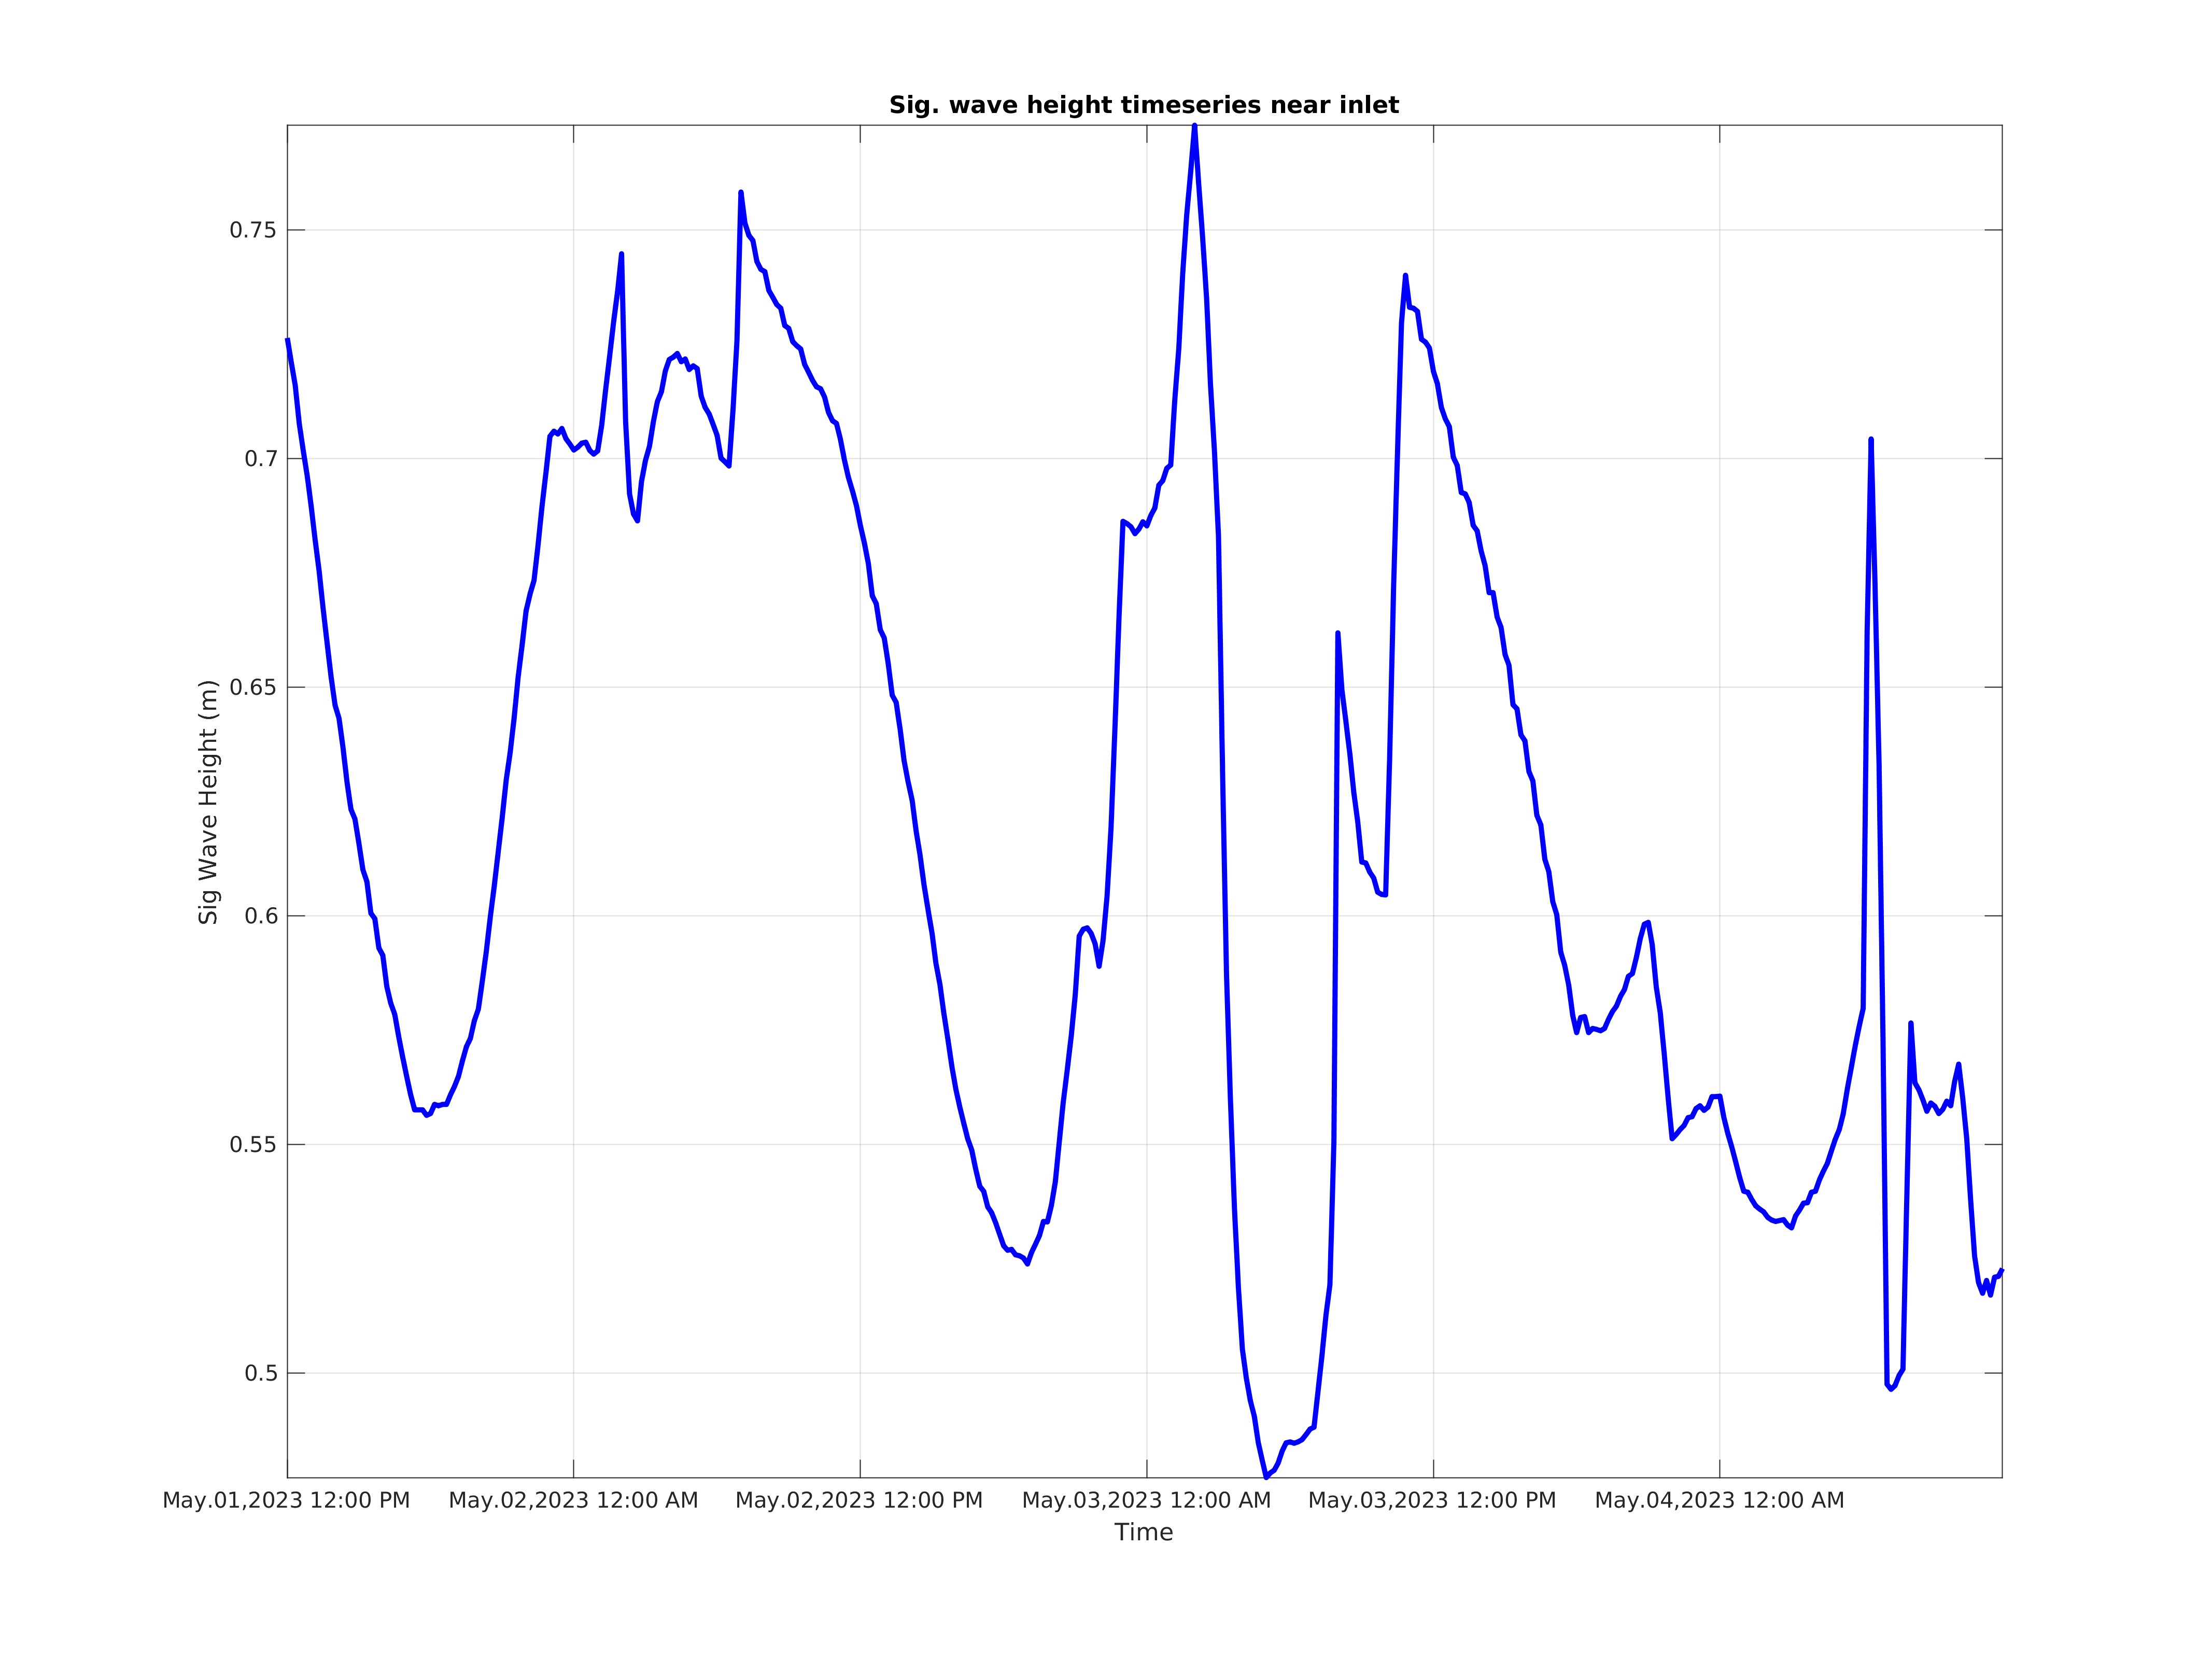 Sig. wave height timeseries near inlet
0.75
0.7
0.65
0.6
0.55
0.5
Sig Wave Height (m)
May.01,2023 12:00 PM
May.02,2023 12:00 AM
May.02,2023 12:00 PM
May.03,2023 12:00 AM
May.03,2023 12:00 PM
May.04,2023 12:00 AM
Time